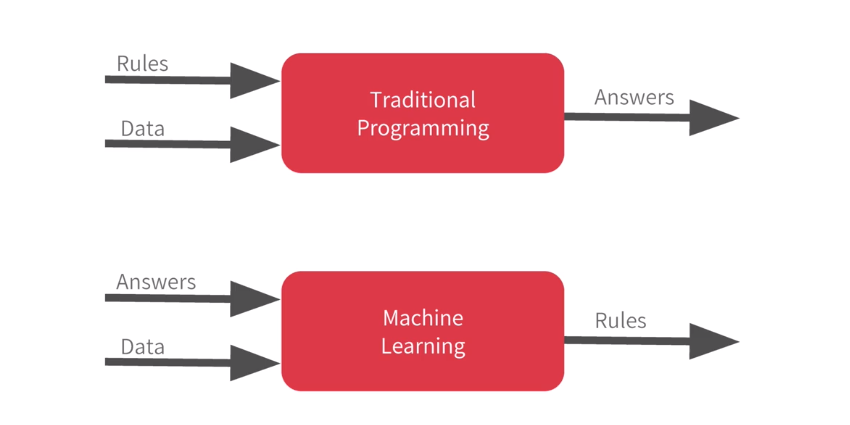 Rules
Data
Traditional
Programming
Answers
Answers
Data
Machine
Learning
Rules